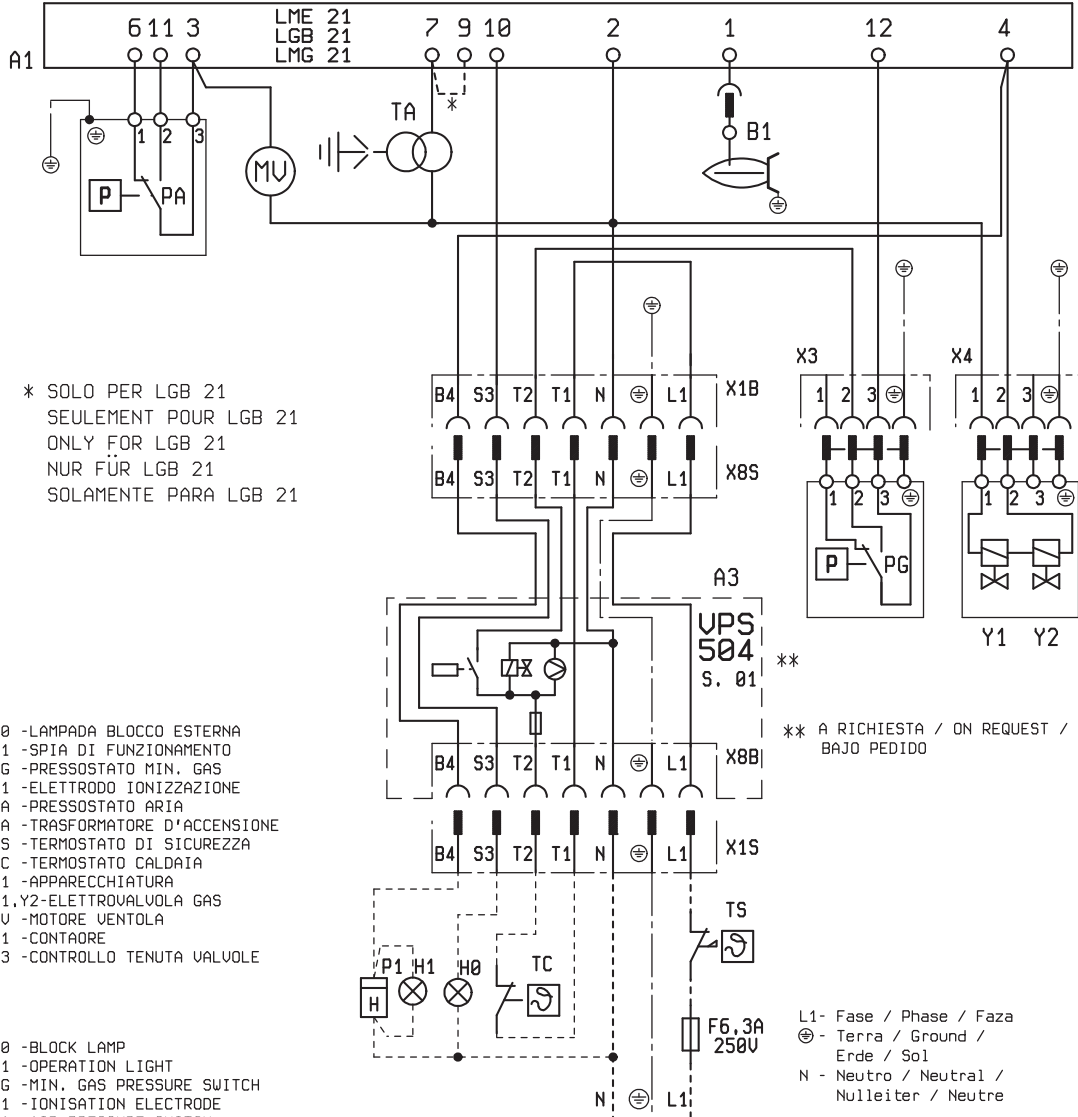 LME 21
LGB 21
LMG 21
6 11 3 7 9 10 2 1 12 4
A1
*
TA
B1
MV
1 2 3
P PA
X3
X4
* SOLO PER LGB 21
SEULEMENT POUR LGB 21
ONLY FOR LGB 21
NUR FÜR LGB 21
SOLAMENTE PARA LGB 21
B4 S3 T2 T1 N L1 X1B
1 2 3
1 2 3
B4 S3 T2 T1 N L1 X8S
1 2 3
1 2 3
P PG
Y1 Y2
A3
VPS
504
S. 01
**
** A RICHIESTA / ON REQUEST /
BAJO PEDIDO
0 -LAMPADA BLOCCO ESTERNA
1 -SPIA DI FUNZIONAMENTO
G -PRESSOSTATO MIN. GAS
1 -ELETTRODO IONIZZAZIONE
A -PRESSOSTATO ARIA
A -TRASFORMATORE D'ACCENSIONE
S -TERMOSTATO DI SICUREZZA
C -TERMOSTATO CALDAIA
1 -APPARECCHIATURA
1,Y2-ELETTROVALVOLA GAS
V -MOTORE VENTOLA
1 -CONTAORE
3 -CONTROLLO TENUTA VALVOLE
B4 S3 T2 T1 N L1 X8B
B4 S3 T2 T1 N L1 X1S
TS
P1 H1 H0 TC
H
F6,3A
250V
N L1
0 -BLOCK LAMP
1 -OPERATION LIGHT
G -MIN. GAS PRESSURE SWITCH
1 -IONISATION ELECTRODE
L1- Fase / Phase / Faza
- Terra / Ground /
Erde / Sol
N - Neutro / Neutral /
Nulleiter / Neutre